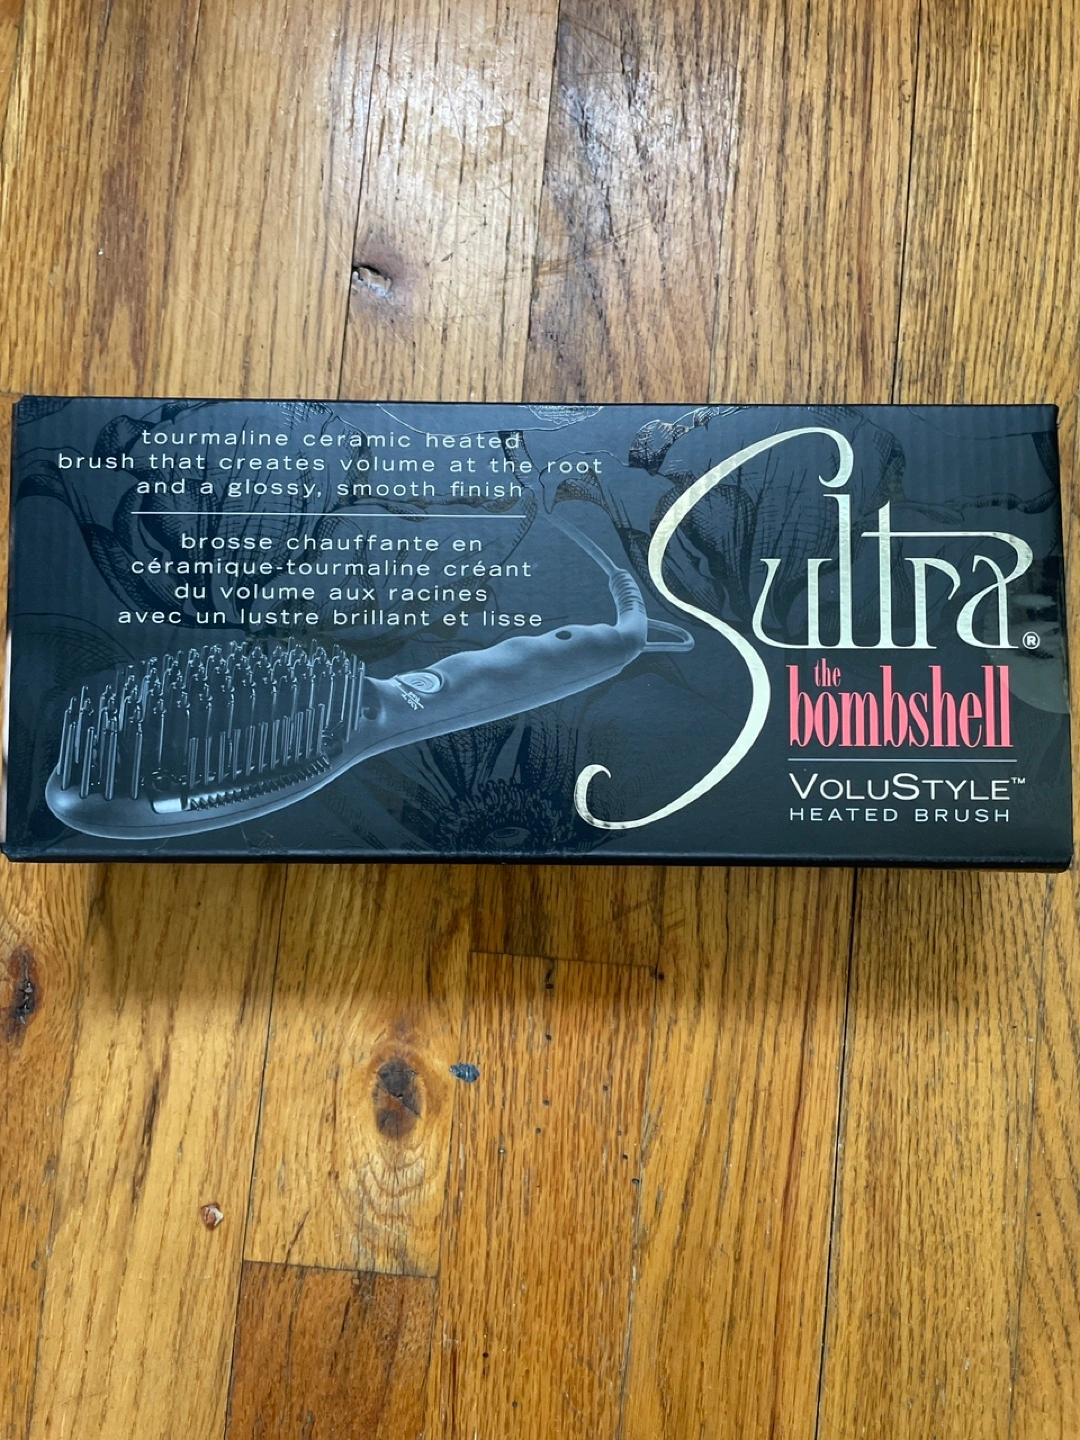 tourmaline ceramic heated
brush that creates volume at the root
and a glossy, smooth finish
brosse chauffante en
céramique-tourmaline créant
du volume aux racines
avec un lustre brillant et lisse
Sultra®
the
bombshell
VOLUSTYLE™
HEATED BRUSH